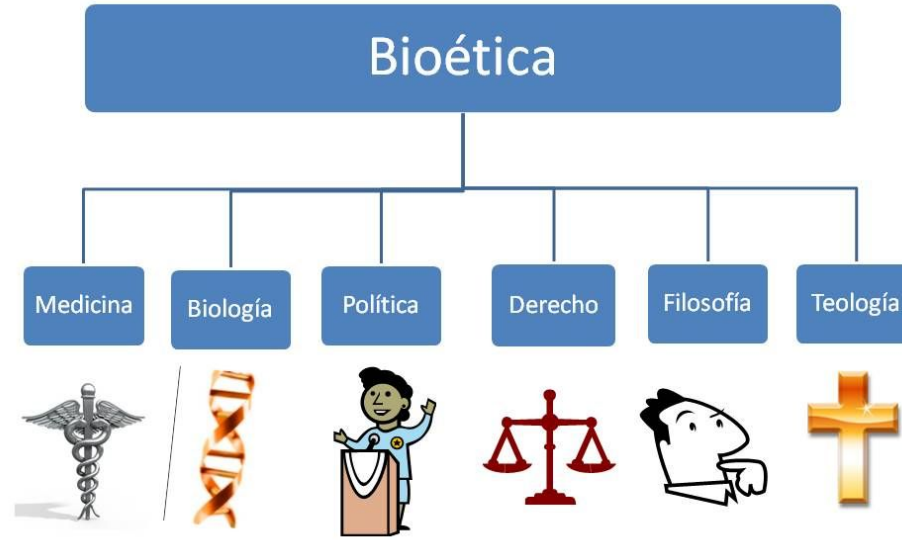 Bioética
Medicina
Biología
Política
Derecho
Filosofía
Teología